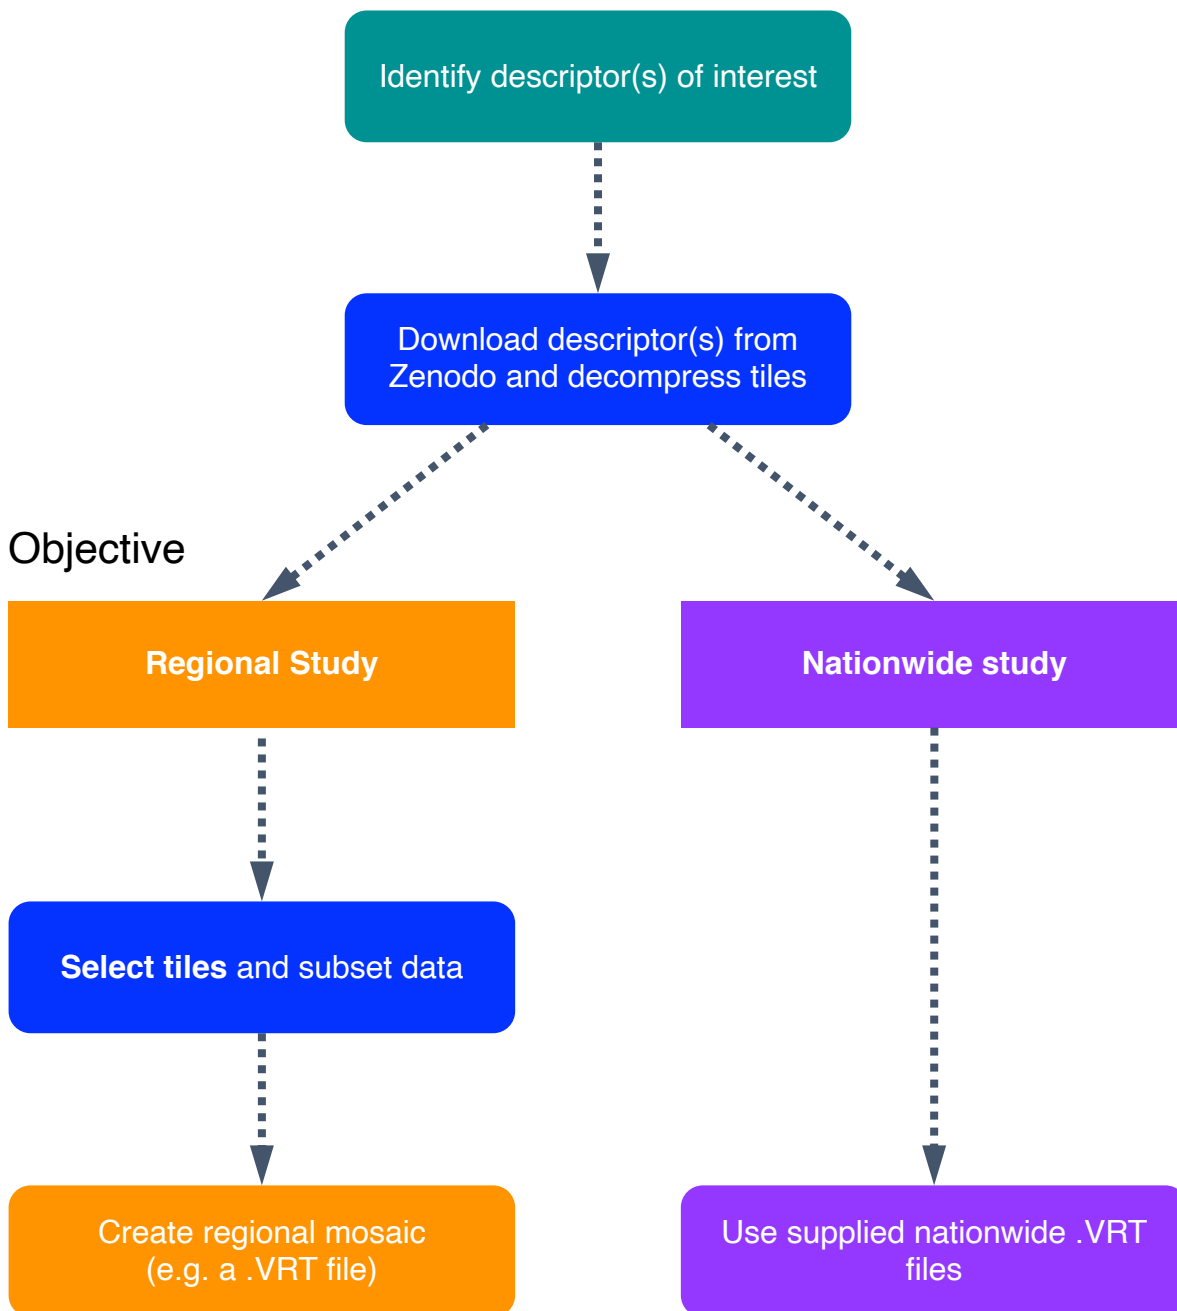 Identify descriptor(s) of interest
Download descriptor(s) from
Zenodo and decompress tiles
Objective
Regional Study
Nationwide study
Select tiles and subset data
Create regional mosaic
(e.g. a .VRT file)
Use supplied nationwide .VRT
files